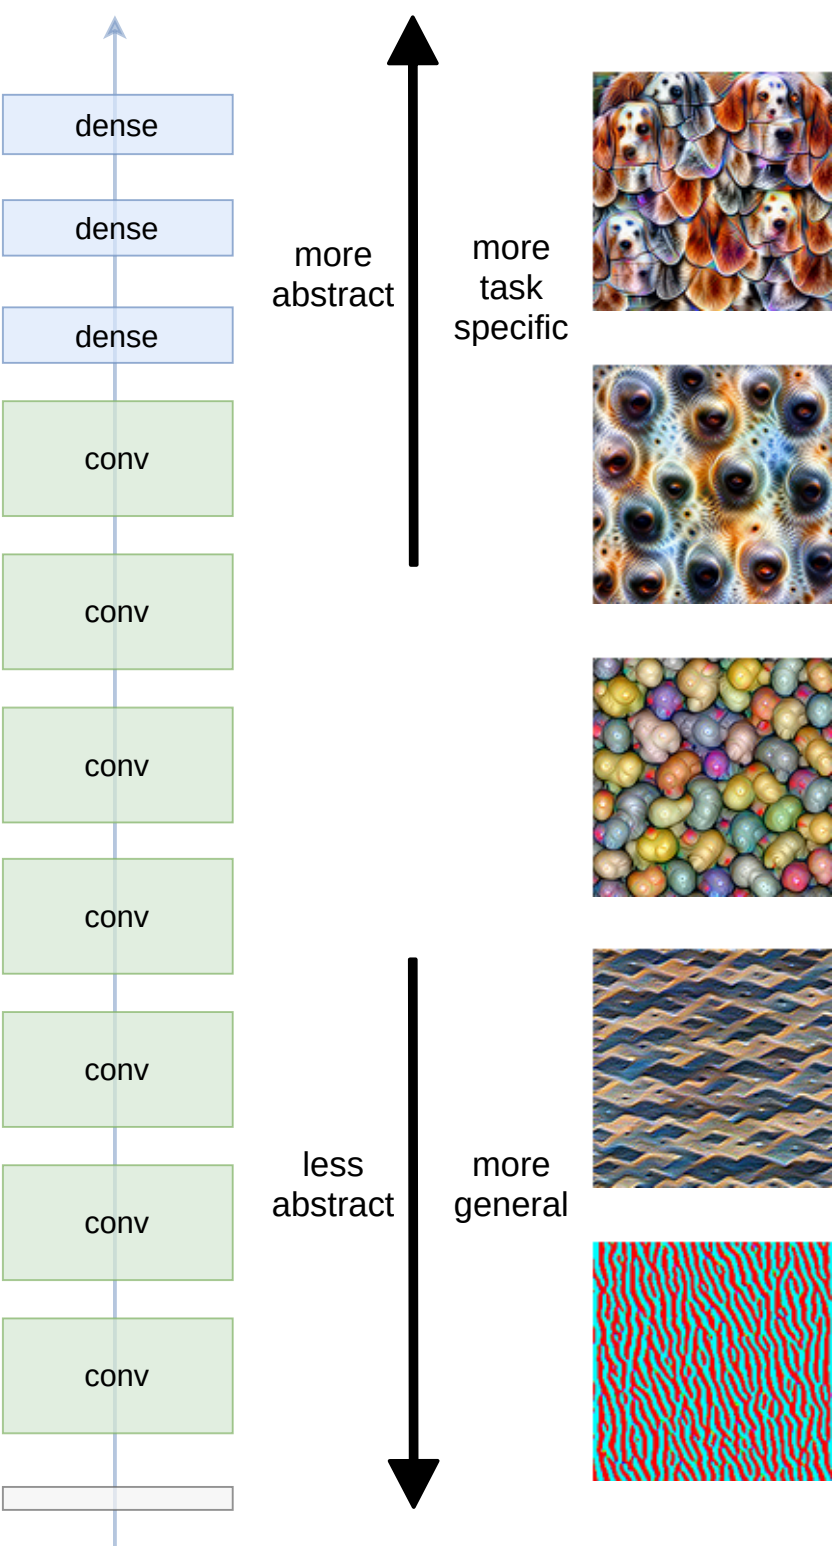 dense
dense
dense
conv
conv
conv
conv
conv
conv
conv
more
abstract
more
task
specific
less
abstract
more
general